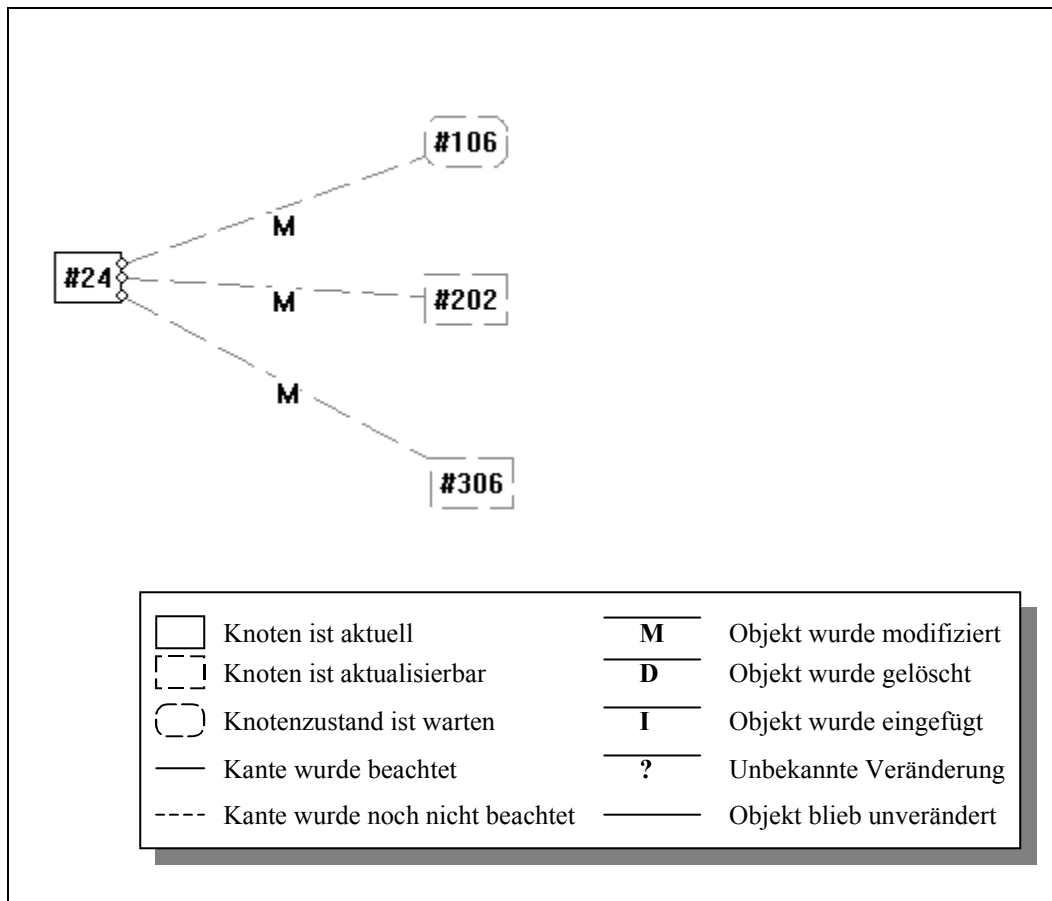 #106
M
#24
M
#202
M
#306
Knoten ist aktuell
M Objekt wurde modifiziert
Knoten ist aktualisierbar
D Objekt wurde gelöscht
Knotenzustand ist warten
I Objekt wurde eingefügt
Kante wurde beachtet
? Unbekannte Veränderung
Kante wurde noch nicht beachtet
Objekt blieb unverändert